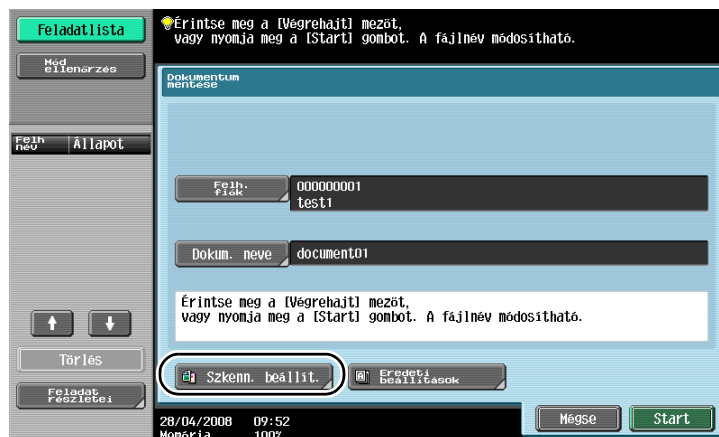 Feladatlista
Mód
ellenőrzés
Felh
név
Állapot
Törlés
Feladat
részletei
Érintse meg a [Végrehajt] mezőt,
vagy nyomja meg a [Start] gombot. A fájlnév módosítható.
Dokumentum
mentése
Felh.
fiók
000000001
test1
Dokum. neve
document01
Érintse meg a [Végrehajt] mezőt,
vagy nyomja meg a [Start] gombot. A fájlnév módosítható.
Szkenn. beállít.
Eredeti
beállítások
28/04/2008 09:52
Memória 100%
Mégse
Start